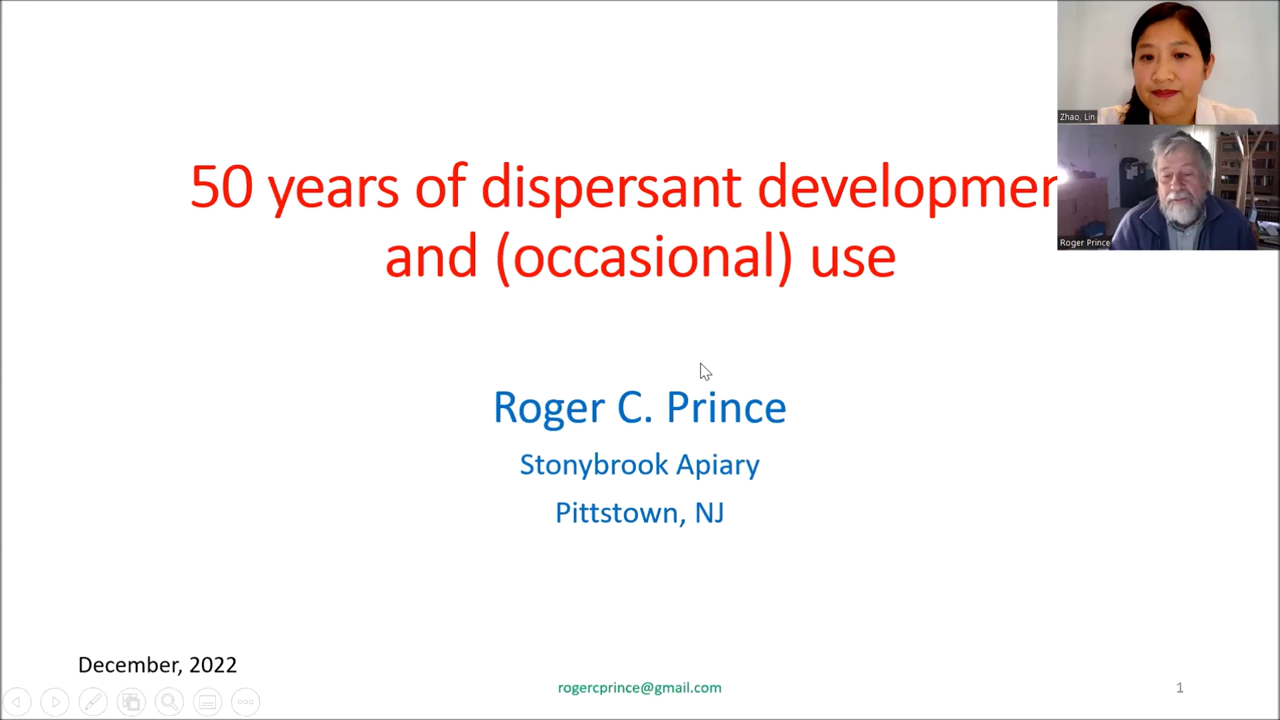 Zhao, Lin
Roger Prince
50 years of dispersant developmen
and (occasional) use
Roger C. Prince
Stonybrook Apiary
Pittstown, NJ
December, 2022
rogercprince@gmail.com
1